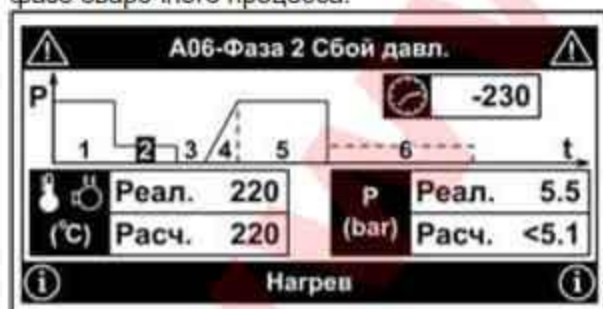 фазе сварочного процесса.
A06-Фаза 2 Сбой давл.
P
-230
1 2 3 4 5 6 t
Реал. 220 P Реал. 5.5
(°C) Расч. 220 (bar) Расч. <5.1
Нагрев